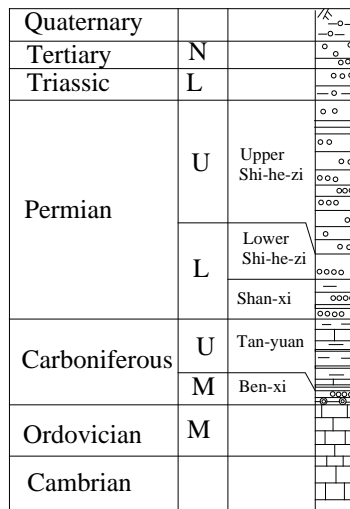 Quaternary
Tertiary N
Triassic L
Permian
U
Upper
Shi-he-zi
L
Lower
Shi-he-zi
Shan-xi
Carboniferous
U
Tan-yuan
M
Ben-xi
Ordovician
M
Cambrian